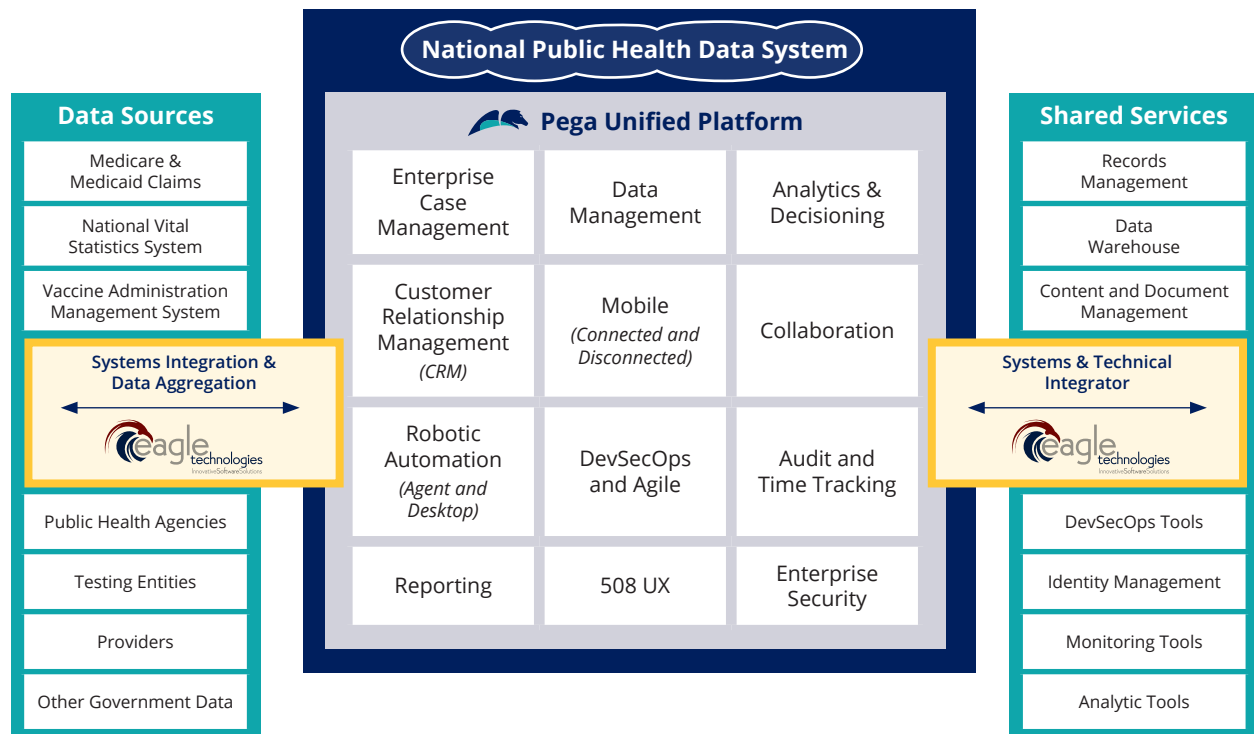 National Public Health Data System
Data Sources
Medicare &
Medicaid Claims
National Vital
Statistics System
Vaccine Administration
Management System
Systems Integration &
Data Aggregation
eagle
technologies
InnovativeSoftwareSolutions
Public Health Agencies
Testing Entities
Providers
Other Government Data
Pega Unified Platform
Enterprise
Case
Management
Data
Management
Analytics &
Decisioning
Customer
Relationship
Management
(CRM)
Mobile
(Connected and
Disconnected)
Collaboration
Robotic
Automation
(Agent and
Desktop)
DevSecOps
and Agile
Audit and
Time Tracking
Reporting
508 UX
Enterprise
Security
Shared Services
Records
Management
Data
Warehouse
Content and Document
Management
Systems & Technical
Integrator
eagle
technologies
InnovativeSoftwareSolutions
DevSecOps Tools
Identity Management
Monitoring Tools
Analytic Tools